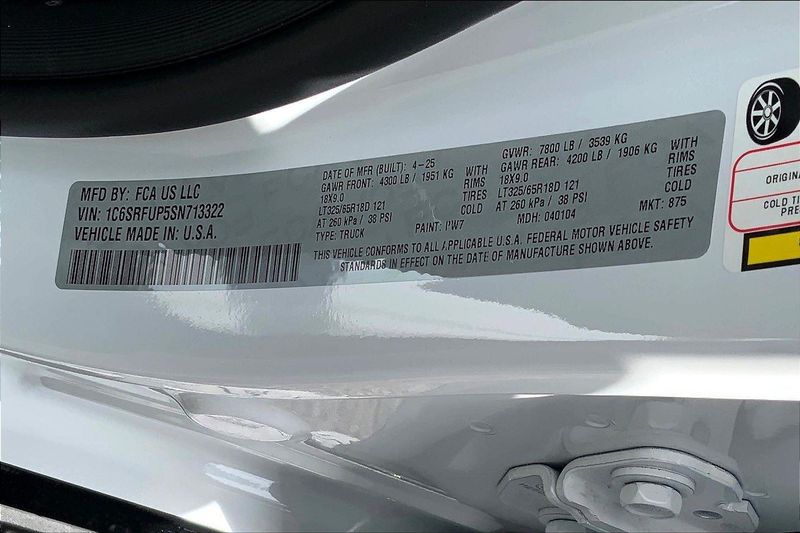 MFD BY: FCA US LLC
VIN: 1C6SRFUP5SN713322
VEHICLE MADE IN: U.S.A.
DATE OF MFR (BUILT): 4-25
GAWR FRONT: 4300 LB / 1951 KG WITH
18X9.0 RIMS
LT325/65R18D 121 TIRES
AT 260 kPa / 38 PSI COLD
TYPE: TRUCK
PAINT: PW7
GVWR: 7800 LB / 3539 KG
GAWR REAR: 4200 LB / 1906 KG WITH
18X9.0 RIMS
LT325/65R18D 121 TIRES
AT 260 kPa / 38 PSI COLD
MDH: 040104
MKT: 875
THIS VEHICLE CONFORMS TO ALL APPLICABLE U.S.A. FEDERAL MOTOR VEHICLE SAFETY
STANDARDS IN EFFECT ON THE DATE OF MANUFACTURE SHOWN ABOVE.
ORIGIN
COLD TI
PRE